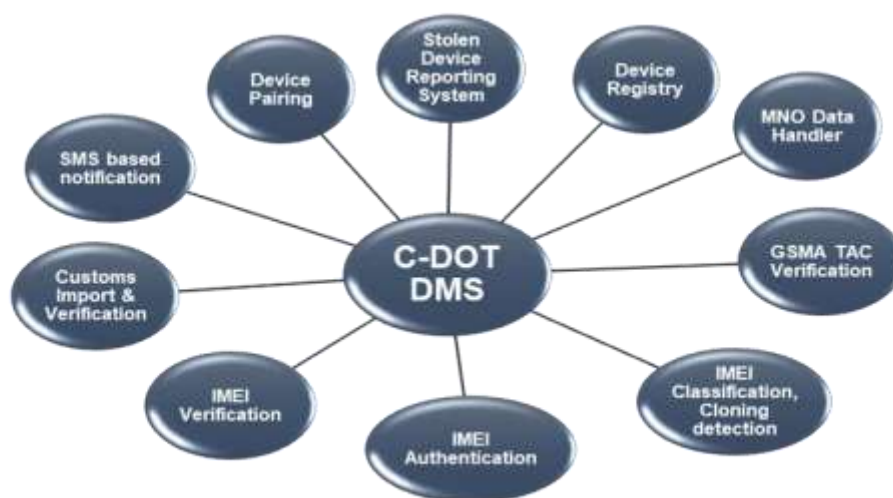 Stolen
Device
Reporting
System
Device
Pairing
Device
Registry
MNO Data
Handler
SMS based
notification
C-DOT
DMS
GSMA TAC
Verification
Customs
Import &
Verification
IMEI
Verification
IMEI
Classification,
Cloning
detection
IMEI
Authentication